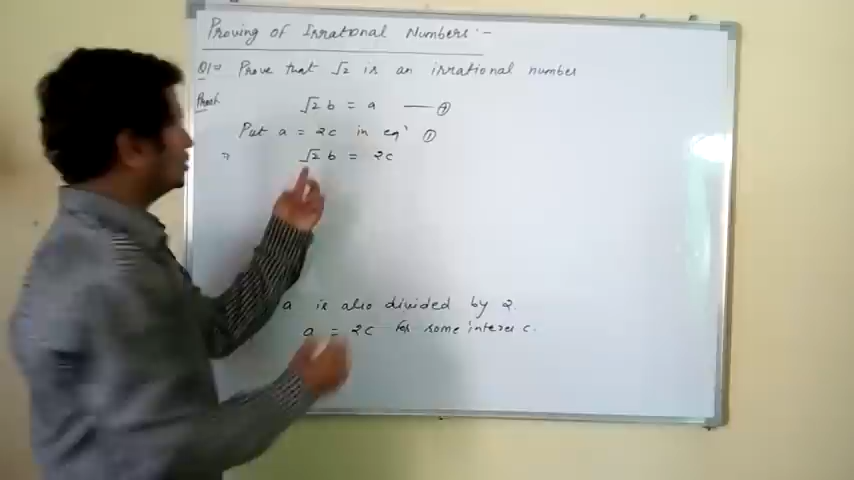 Proving of Irrational Numbers :-
Q1⇒ Prove that √2 is an irrational number
Proof √2 b = a — ①
Put a = 2c in eqⁿ ①
⇒ √2 b = 2c
a is also divided by 2.
a = 2c for some interer c.